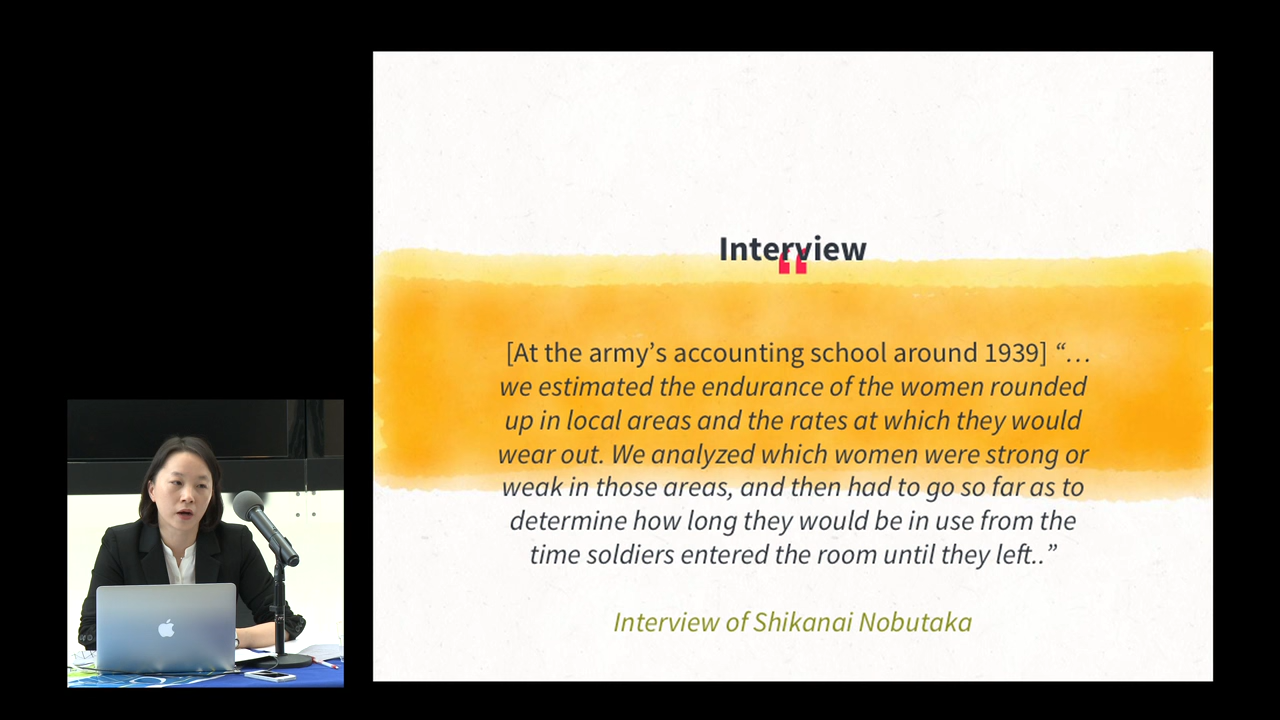 Interview
“
[At the army’s accounting school around 1939] “…
we estimated the endurance of the women rounded
up in local areas and the rates at which they would
wear out. We analyzed which women were strong or
weak in those areas, and then had to go so far as to
determine how long they would be in use from the
time soldiers entered the room until they left..”
Interview of Shikanai Nobutaka